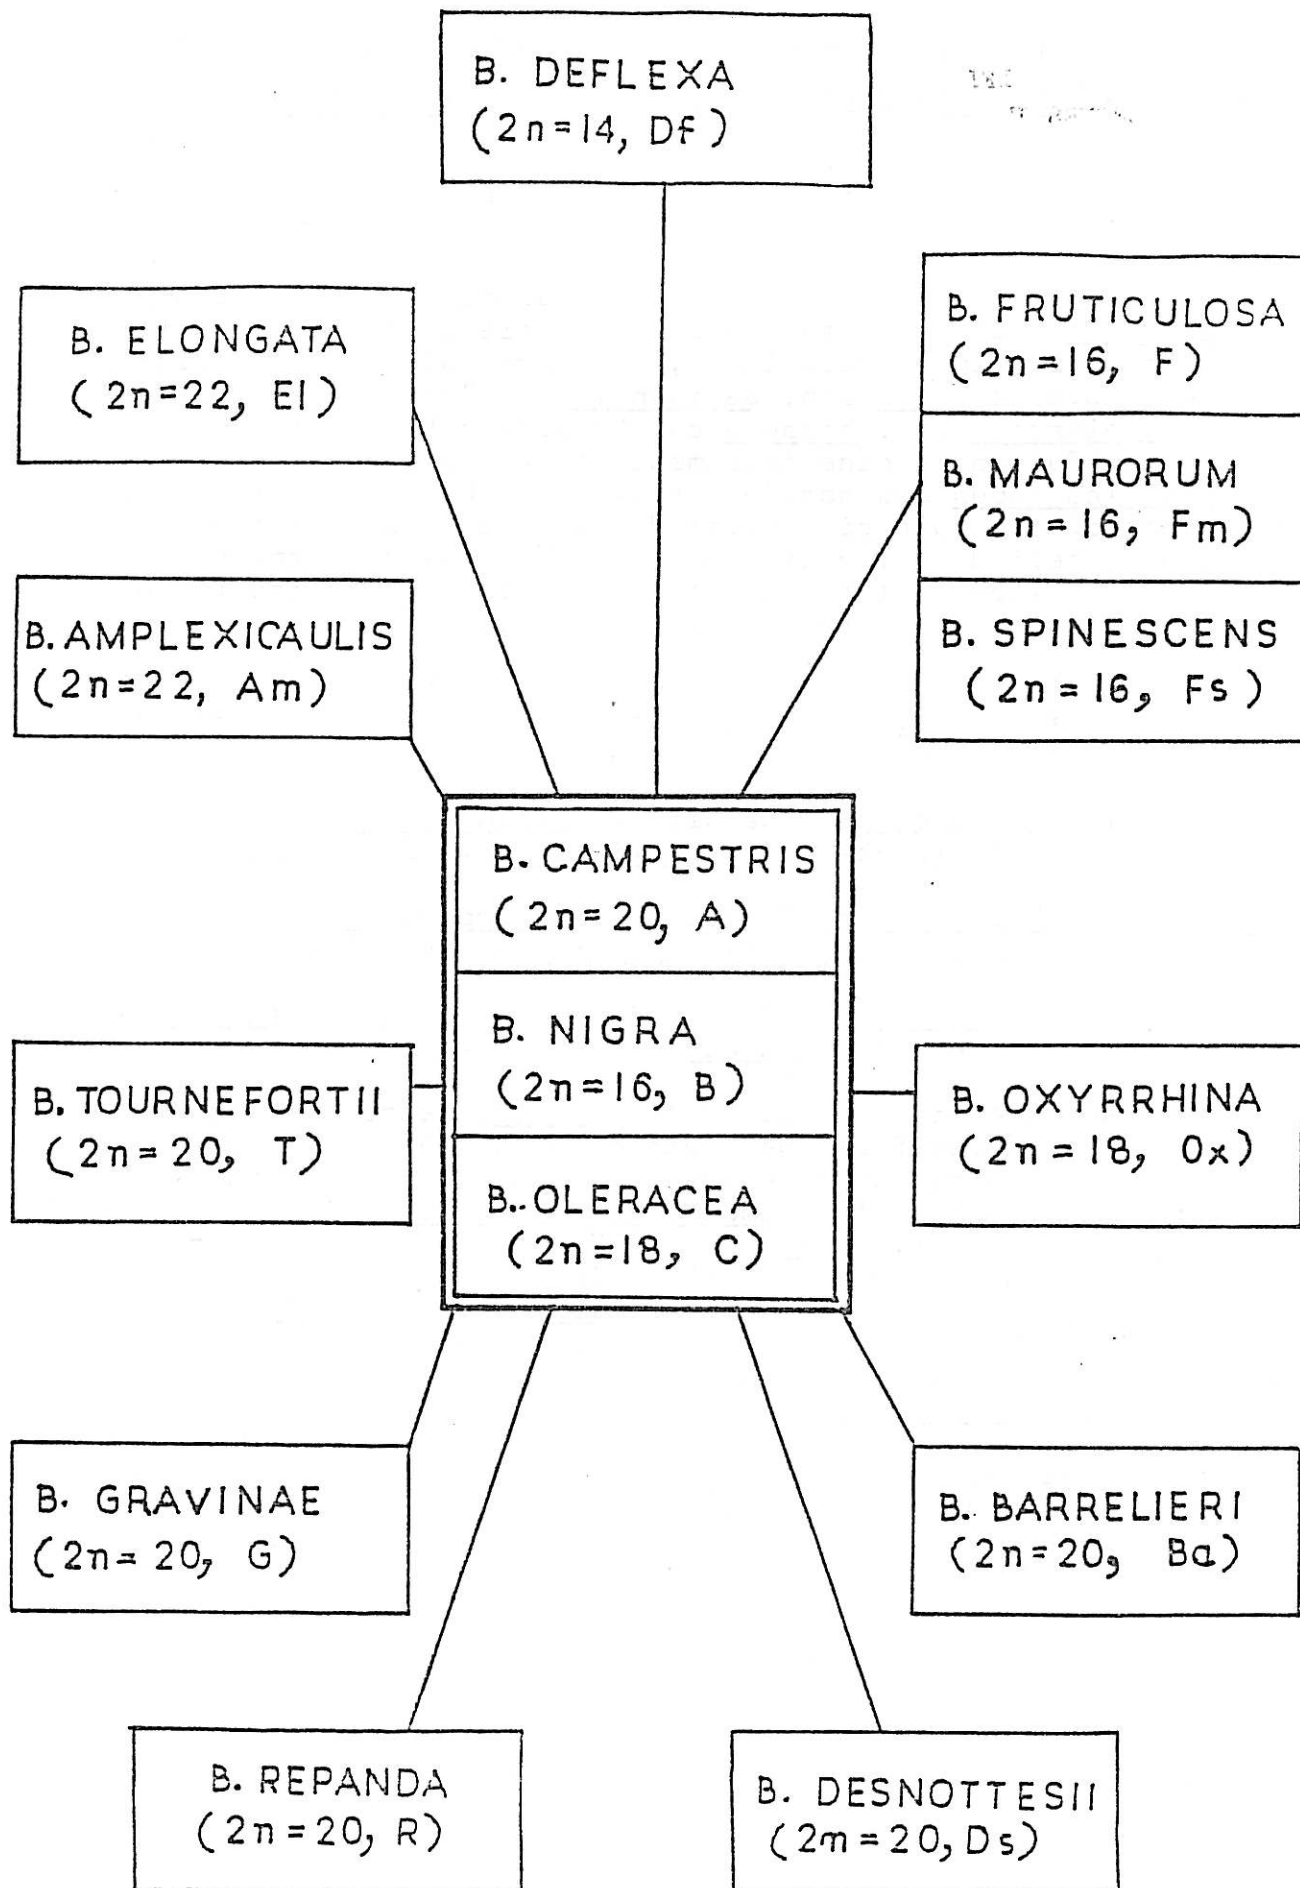 B. DEFLEXA
(2n=14, Df)
B. ELONGATA
(2n=22, El)
B. FRUTICULOSA
(2n=16, F)
B. MAURORUM
(2n=16, Fm)
B. SPINESCENS
(2n=16, Fs)
B. AMPLEXICAULIS
(2n=22, Am)
B. CAMPESTRIS
(2n=20, A)
B. NIGRA
(2n=16, B)
B. OLERACEA
(2n=18, C)
B. TOURNEFORTII
(2n=20, T)
B. OXYRRHINA
(2n=18, Ox)
B. GRAVINAE
(2n=20, G)
B. BARRELIERI
(2n=20, Ba)
B. REPANDA
(2n=20, R)
B. DESNOTTESII
(2m=20, Ds)